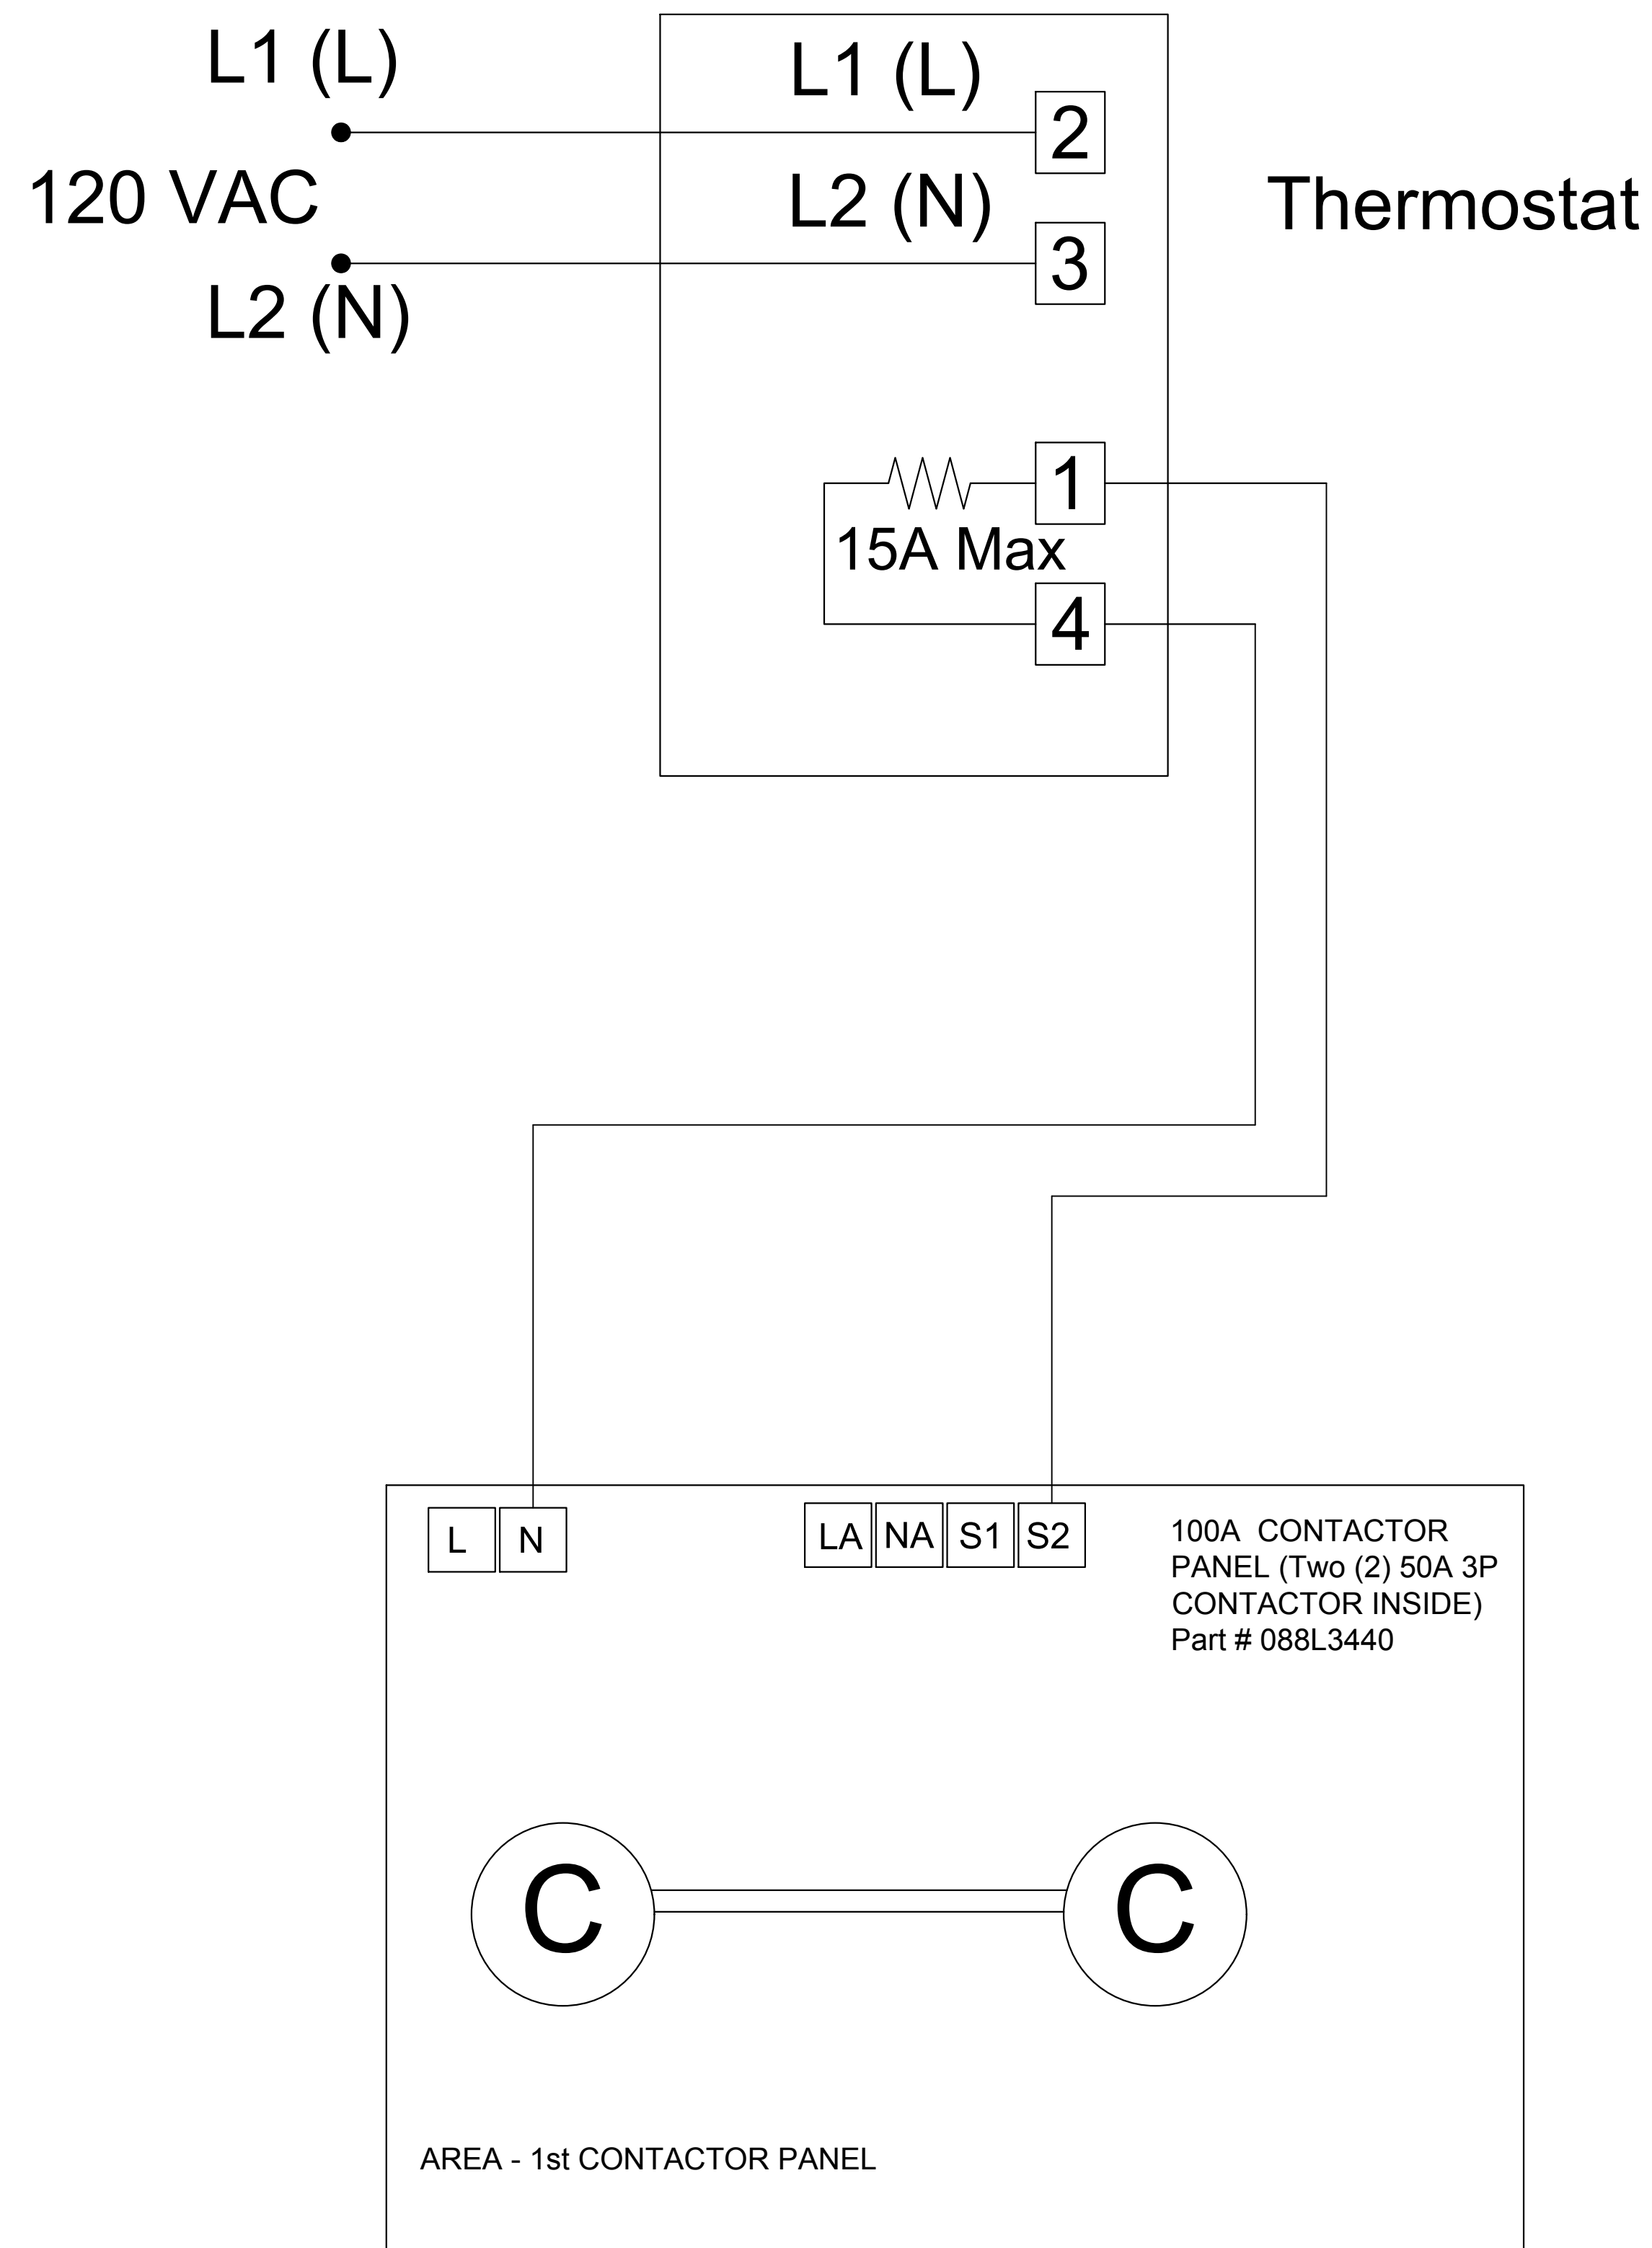 L1 (L)
L1 (L)
2
120 VAC
L2 (N)
Thermostat
3
L2 (N)
1
15A Max
4
L
N
LA
NA
S1
S2
100A  CONTACTOR
PANEL (Two (2) 50A 3P
CONTACTOR INSIDE)
Part # 088L3440
C
C
AREA - 1st CONTACTOR PANEL